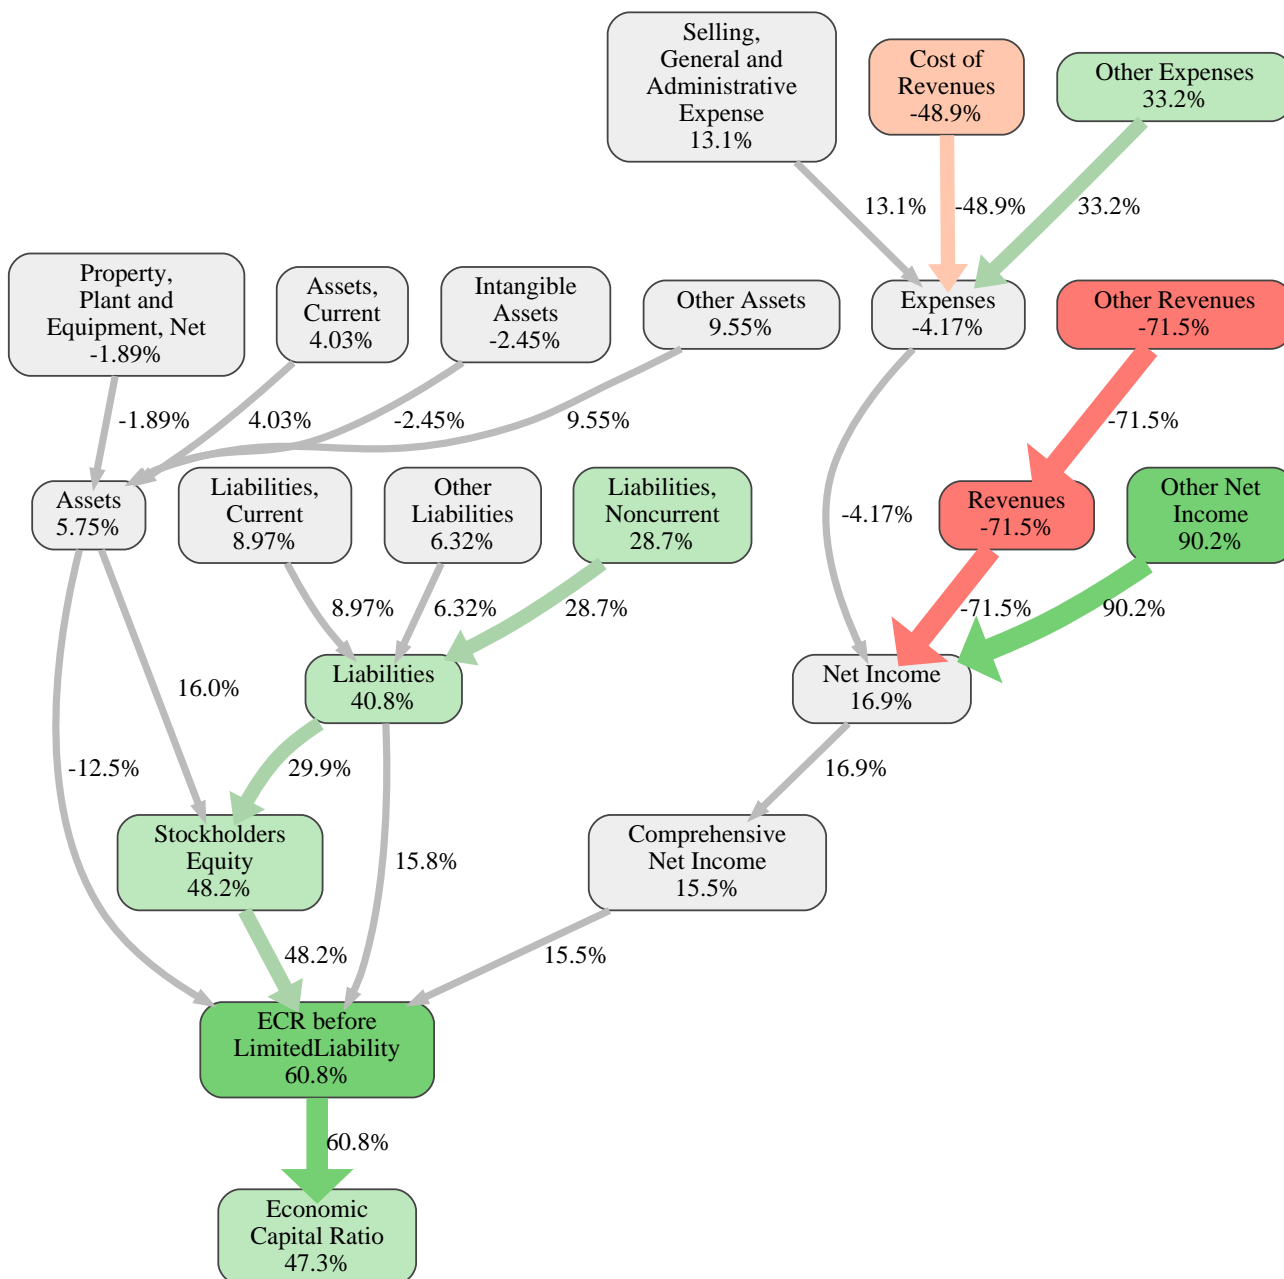 Selling,
General and
Administrative
Expense
13.1%
Cost of
Revenues
-48.9%
Other Expenses
33.2%
13.1%
-48.9%
33.2%
Property,
Plant and
Equipment, Net
-1.89%
Assets,
Current
4.03%
Intangible
Assets
-2.45%
Other Assets
9.55%
Expenses
-4.17%
Other Revenues
-71.5%
-1.89%
4.03%
-2.45%
9.55%
-71.5%
Assets
5.75%
Liabilities,
Current
8.97%
Other
Liabilities
6.32%
Liabilities,
Noncurrent
28.7%
-4.17%
Revenues
-71.5%
Other Net
Income
90.2%
8.97%
6.32%
28.7%
-71.5%
90.2%
16.0%
Liabilities
40.8%
Net Income
16.9%
-12.5%
29.9%
16.9%
Stockholders
Equity
48.2%
15.8%
Comprehensive
Net Income
15.5%
48.2%
15.5%
ECR before
LimitedLiability
60.8%
60.8%
Economic
Capital Ratio
47.3%